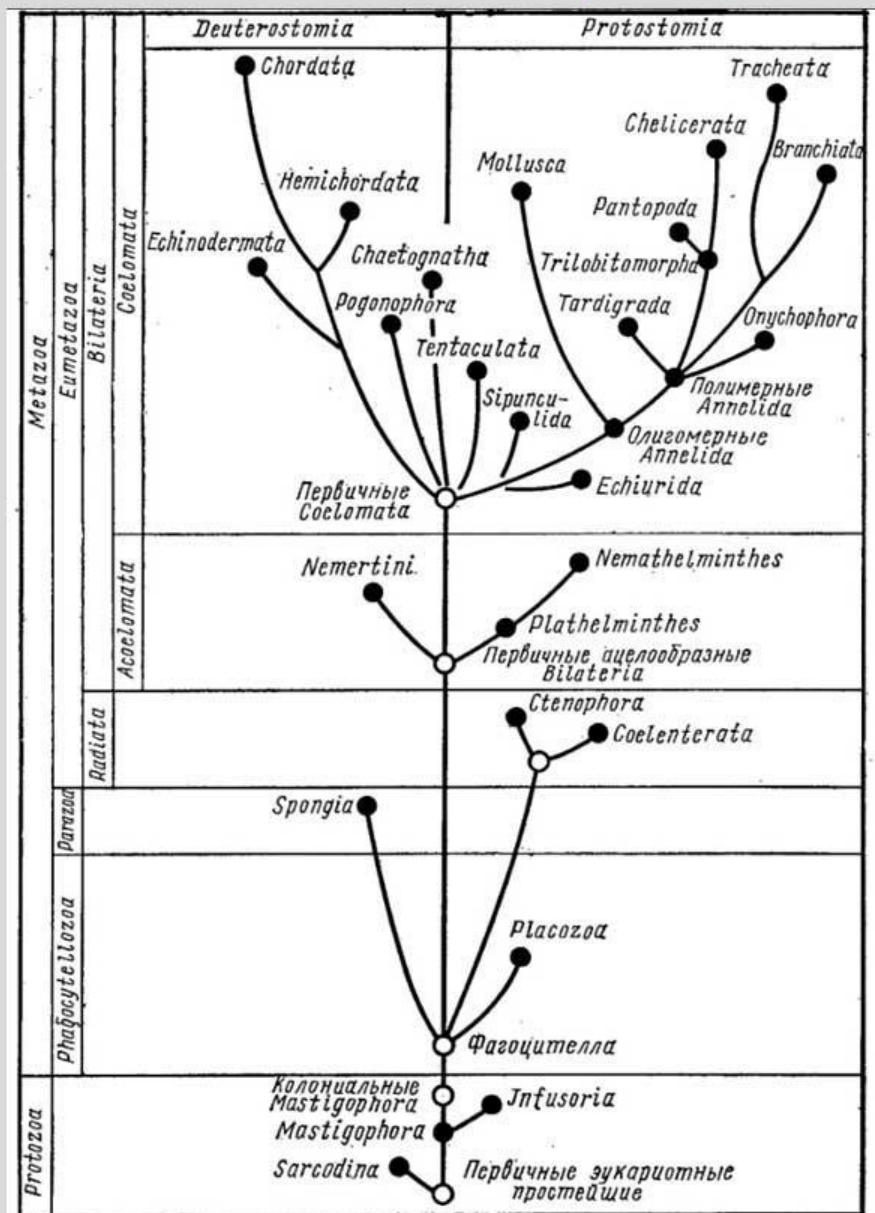 Deuterostomia
Protostomia
Chordata
Tracheata
Chelicerata
Branchiata
Mollusca
Hemichordata
Pantopoda
Echinodermata
Chaetognatha
Trilobitomorpha
Pogonophora
Tardigrada
Onychophora
Tentaculata
Sipuncu-
lida
Полимерные
Annelida
Олигомерные
Annelida
Echiurida
Первичные
Coelomata
Nemertini.
Nemathelminthes
Plathelminthes
Первичные ацелообразные
Bilateria
Ctenophora
Coelenterata
Spongia
Placozoa
Фагоцителла
Колониальные
Mastigophora
Jnfusoria
Mastigophora
Sarcodina
Первичные эукариотные
простейшие
Metazoa
Eumetazoa
Bilateria
Coelomata
Acoelomata
Radiata
Parazoa
Phagocytellozoa
Protozoa